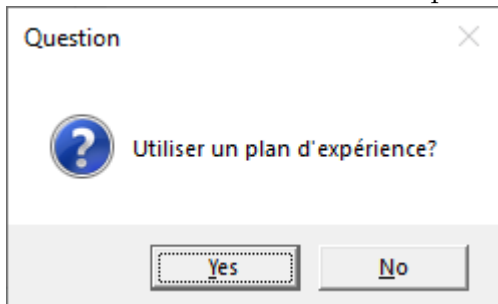 Question
Utiliser un plan d'expérience?
Yes
No